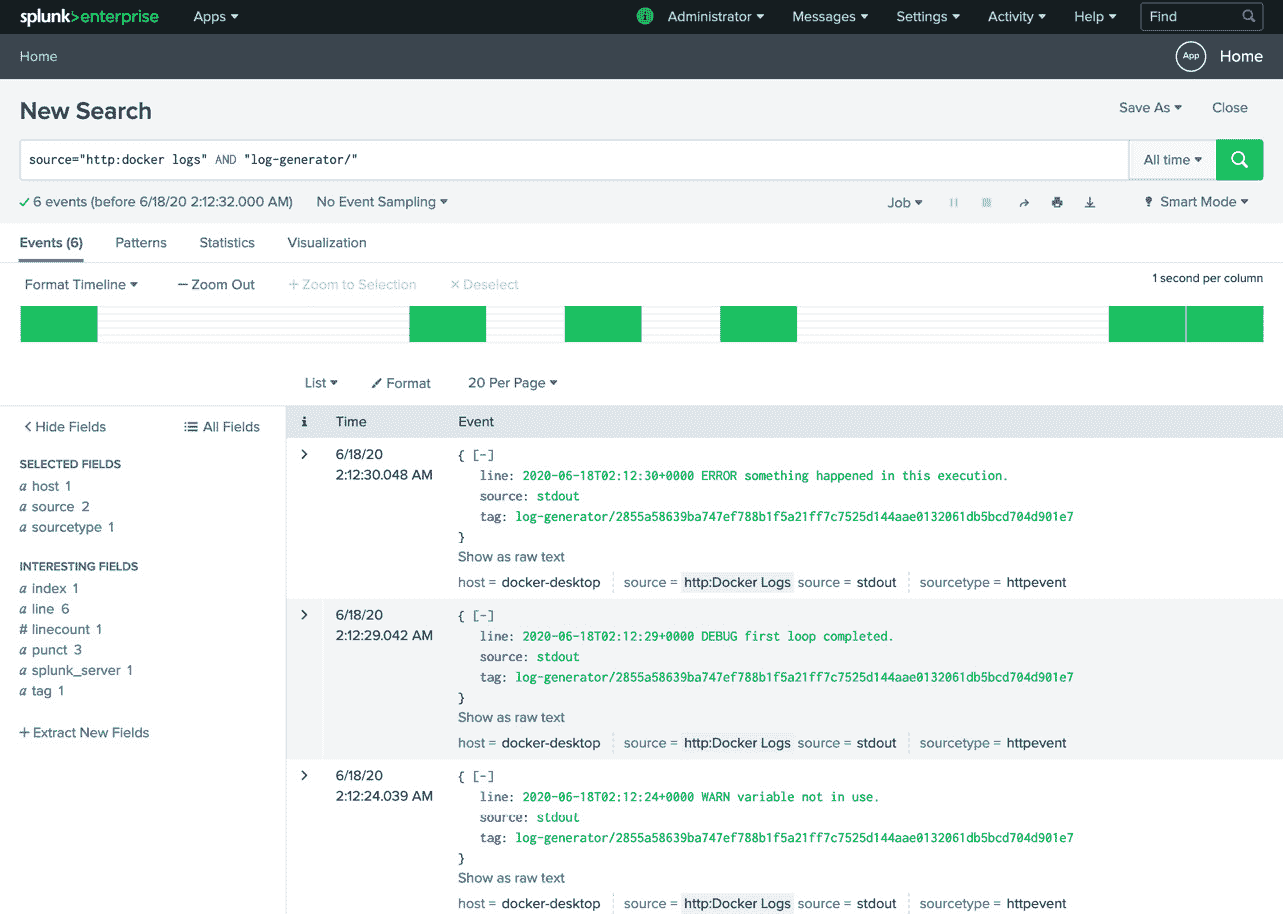 splunk>enterprise Apps Administrator Messages Settings Activity Help Find
Home App Home
New Search Save As Close
source="http:docker logs" AND "log-generator/" All time
6 events (before 6/18/20 2:12:32.000 AM) No Event Sampling Job Smart Mode
Events (6) Patterns Statistics Visualization
Format Timeline – Zoom Out + Zoom to Selection × Deselect 1 second per column
List Format 20 Per Page
< Hide Fields All Fields
SELECTED FIELDS
a host 1
a source 2
a sourcetype 1
INTERESTING FIELDS
a index 1
a line 6
# linecount 1
a punct 3
a splunk_server 1
a tag 1
+ Extract New Fields
i Time Event
> 6/18/20 { [-]
2:12:30.048 AM line: 2020-06-18T02:12:30+0000 ERROR something happened in this execution.
source: stdout
tag: log-generator/2855a58639ba747ef788b1f5a21ff7c7525d144aae0132061db5bcd704d901e7
}
Show as raw text
host = docker-desktop source = http:Docker Logs source = stdout sourcetype = httpevent
> 6/18/20 { [-]
2:12:29.042 AM line: 2020-06-18T02:12:29+0000 DEBUG first loop completed.
source: stdout
tag: log-generator/2855a58639ba747ef788b1f5a21ff7c7525d144aae0132061db5bcd704d901e7
}
Show as raw text
host = docker-desktop source = http:Docker Logs source = stdout sourcetype = httpevent
> 6/18/20 { [-]
2:12:24.039 AM line: 2020-06-18T02:12:24+0000 WARN variable not in use.
source: stdout
tag: log-generator/2855a58639ba747ef788b1f5a21ff7c7525d144aae0132061db5bcd704d901e7
}
Show as raw text
host = docker-desktop source = http:Docker Logs source = stdout sourcetype = httpevent